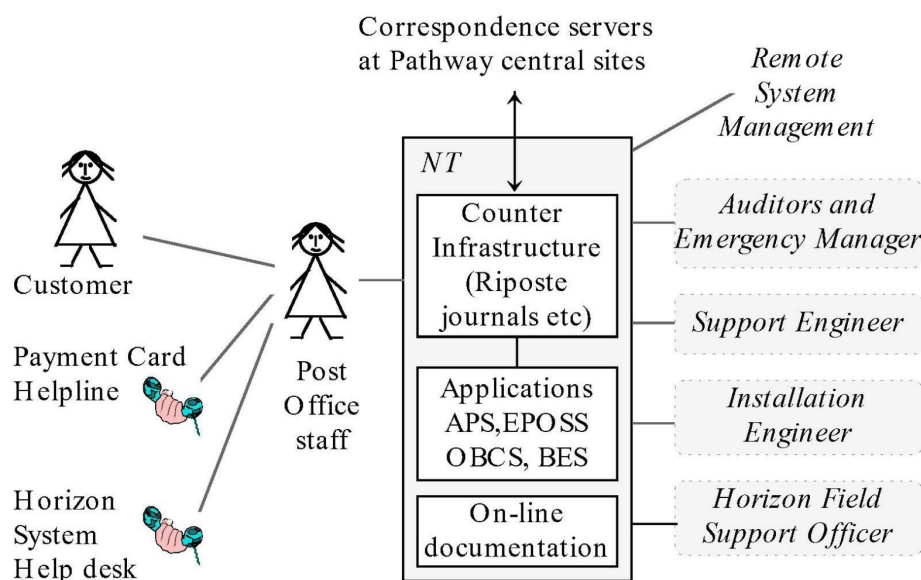 Correspondence servers
at Pathway central sites
Remote
System
Management
NT
Counter
Infrastructure
(Riposte
journals etc)
Auditors and
Emergency Manager
Customer
Support Engineer
Payment Card
Helpline
Post
Office
staff
Applications
APS,EPOSS
OBCS, BES
Installation
Engineer
Horizon
System
Help desk
On-line
documentation
Horizon Field
Support Officer